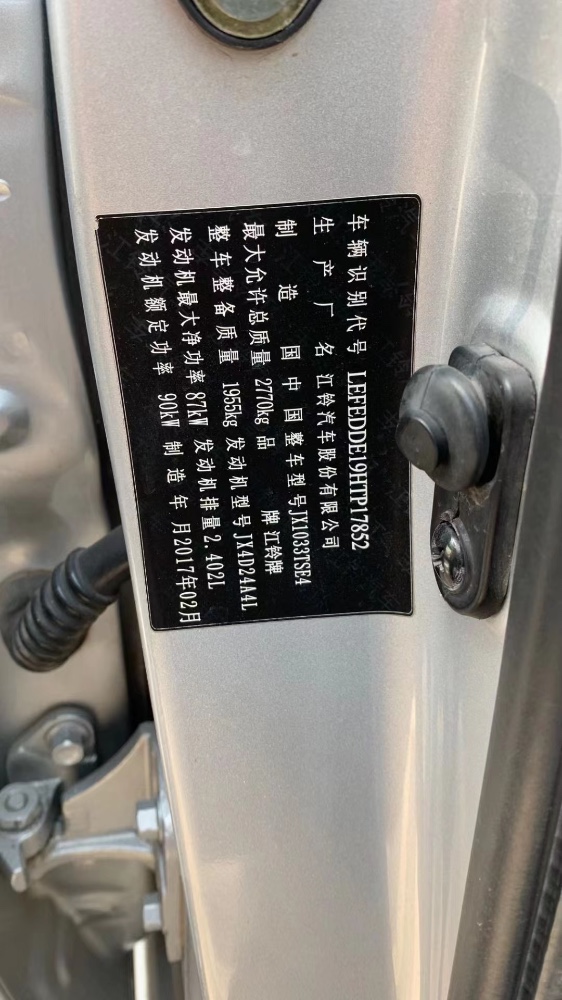 车辆识别代号 LEFEDDE19HTP17852
生产厂名 江铃汽车股份有限公司
制造国 中国 整车型号 JX1033TSE4
最大允许总质量 2770kg 品牌 江铃牌
整车整备质量 1955kg 发动机型号 JX4D24A4L
发动机最大净功率 87kW 发动机排量 2.402L
发动机额定功率 90kW 制造年月 2017年02月